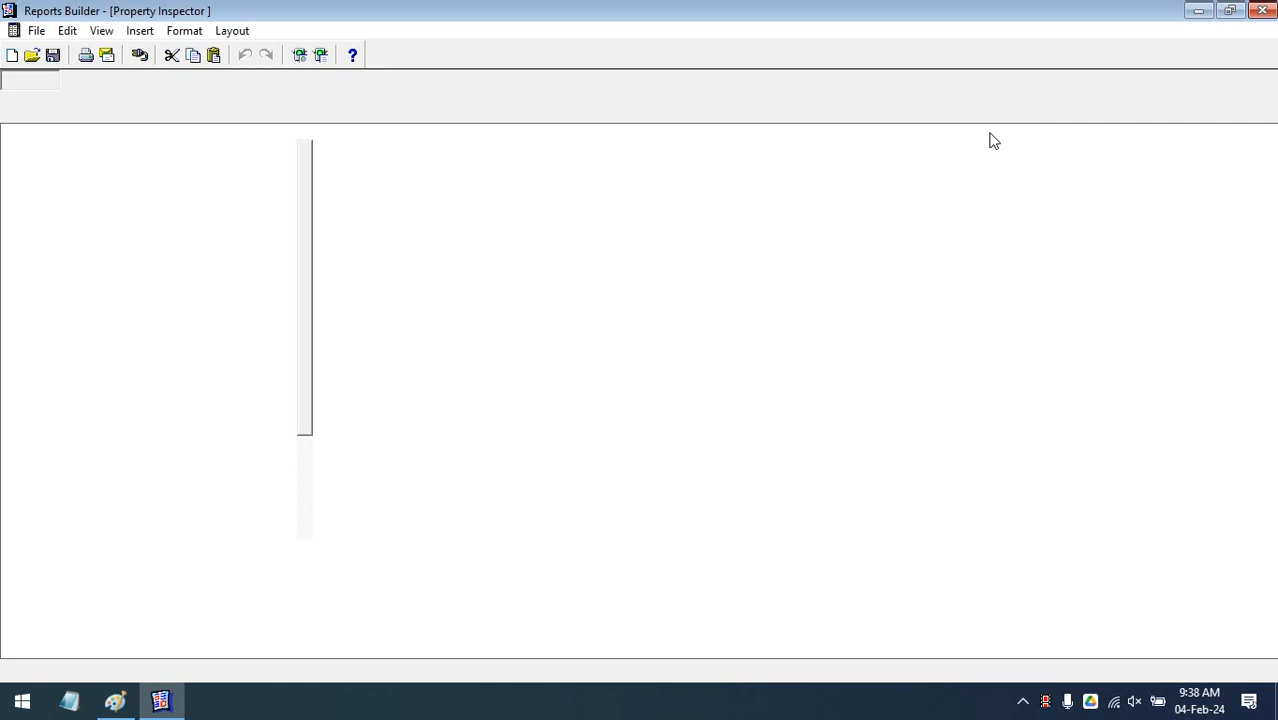 Reports Builder - [Property Inspector ]
File Edit View Insert Format Layout
9:38 AM
04-Feb-24